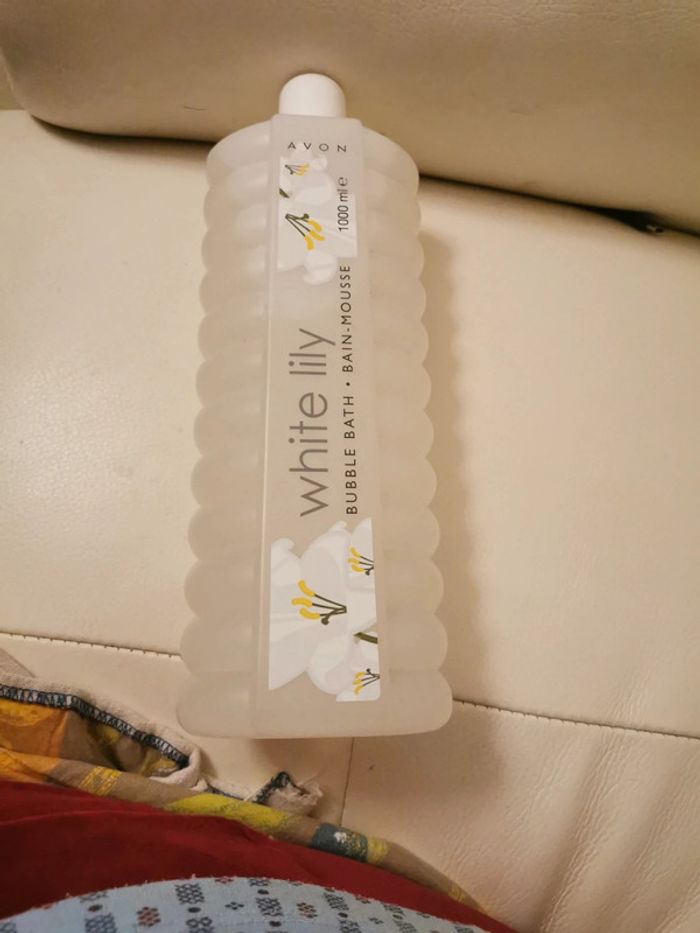 AVON
1000 ml e
white lily
BUBBLE BATH • BAIN-MOUSSE